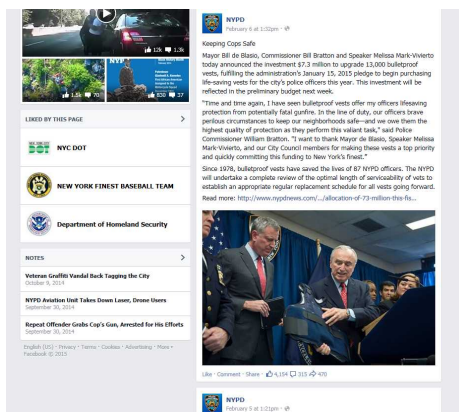 12k 1.3k
1.5k 70
830 37
LIKED BY THIS PAGE
DOT
NYC DOT
NEW YORK FINEST BASEBALL TEAM
Department of Homeland Security
NOTES
Veteran Graffiti Vandal Back Tagging the City
October 9, 2014
NYPD Aviation Unit Takes Down Laser, Drone Users
September 30, 2014
Repeat Offender Grabs Cop's Gun, Arrested for His Efforts
September 30, 2014
English (US) · Privacy · Terms · Cookies · Advertising · More
Facebook © 2015
NYPD
February 6 at 1:32pm ·
Keeping Cops Safe
Mayor Bill de Blasio, Commissioner Bill Bratton and Speaker Melissa Mark-Viverto
today announced the investment $7.3 million to upgrade 13,000 bulletproof
vests, fulfilling the administration's January 15, 2015 pledge to begin purchasing
life-saving vests for the city's police officers this year. This investment will be
reflected in the preliminary budget next week.
"Time and time again, I have seen bulletproof vests offer my officers lifesaving
protection from potentially fatal gunfire. In the line of duty, our officers brave
perilous circumstances to keep our neighborhoods safe—and we owe them the
highest quality of protection as they perform this valiant task," said Police
Commissioner William Bratton. "I want to thank Mayor de Blasio, Speaker Melissa
Mark-Viverto, and our City Council members for making these vests a top priority
and quickly committing this funding to New York's finest."
Since 1978, bulletproof vests have saved the lives of 87 NYPD officers. The NYPD
will undertake a complete review of the optimal length of serviceability of vets to
establish an appropriate regular replacement schedule for all vests going forward.
Read more: http://www.nypdnews.com/.../allocation-of-73-million-this-fis...
Like · Comment · Share · 4,154 315 470
NYPD
February 5 at 1:21pm ·